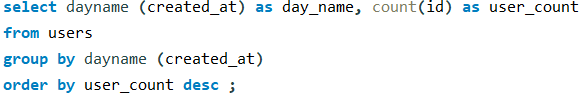 select dayname (created_at) as day_name, count(id) as user_count
from users
group by dayname (created_at)
order by user_count desc ;